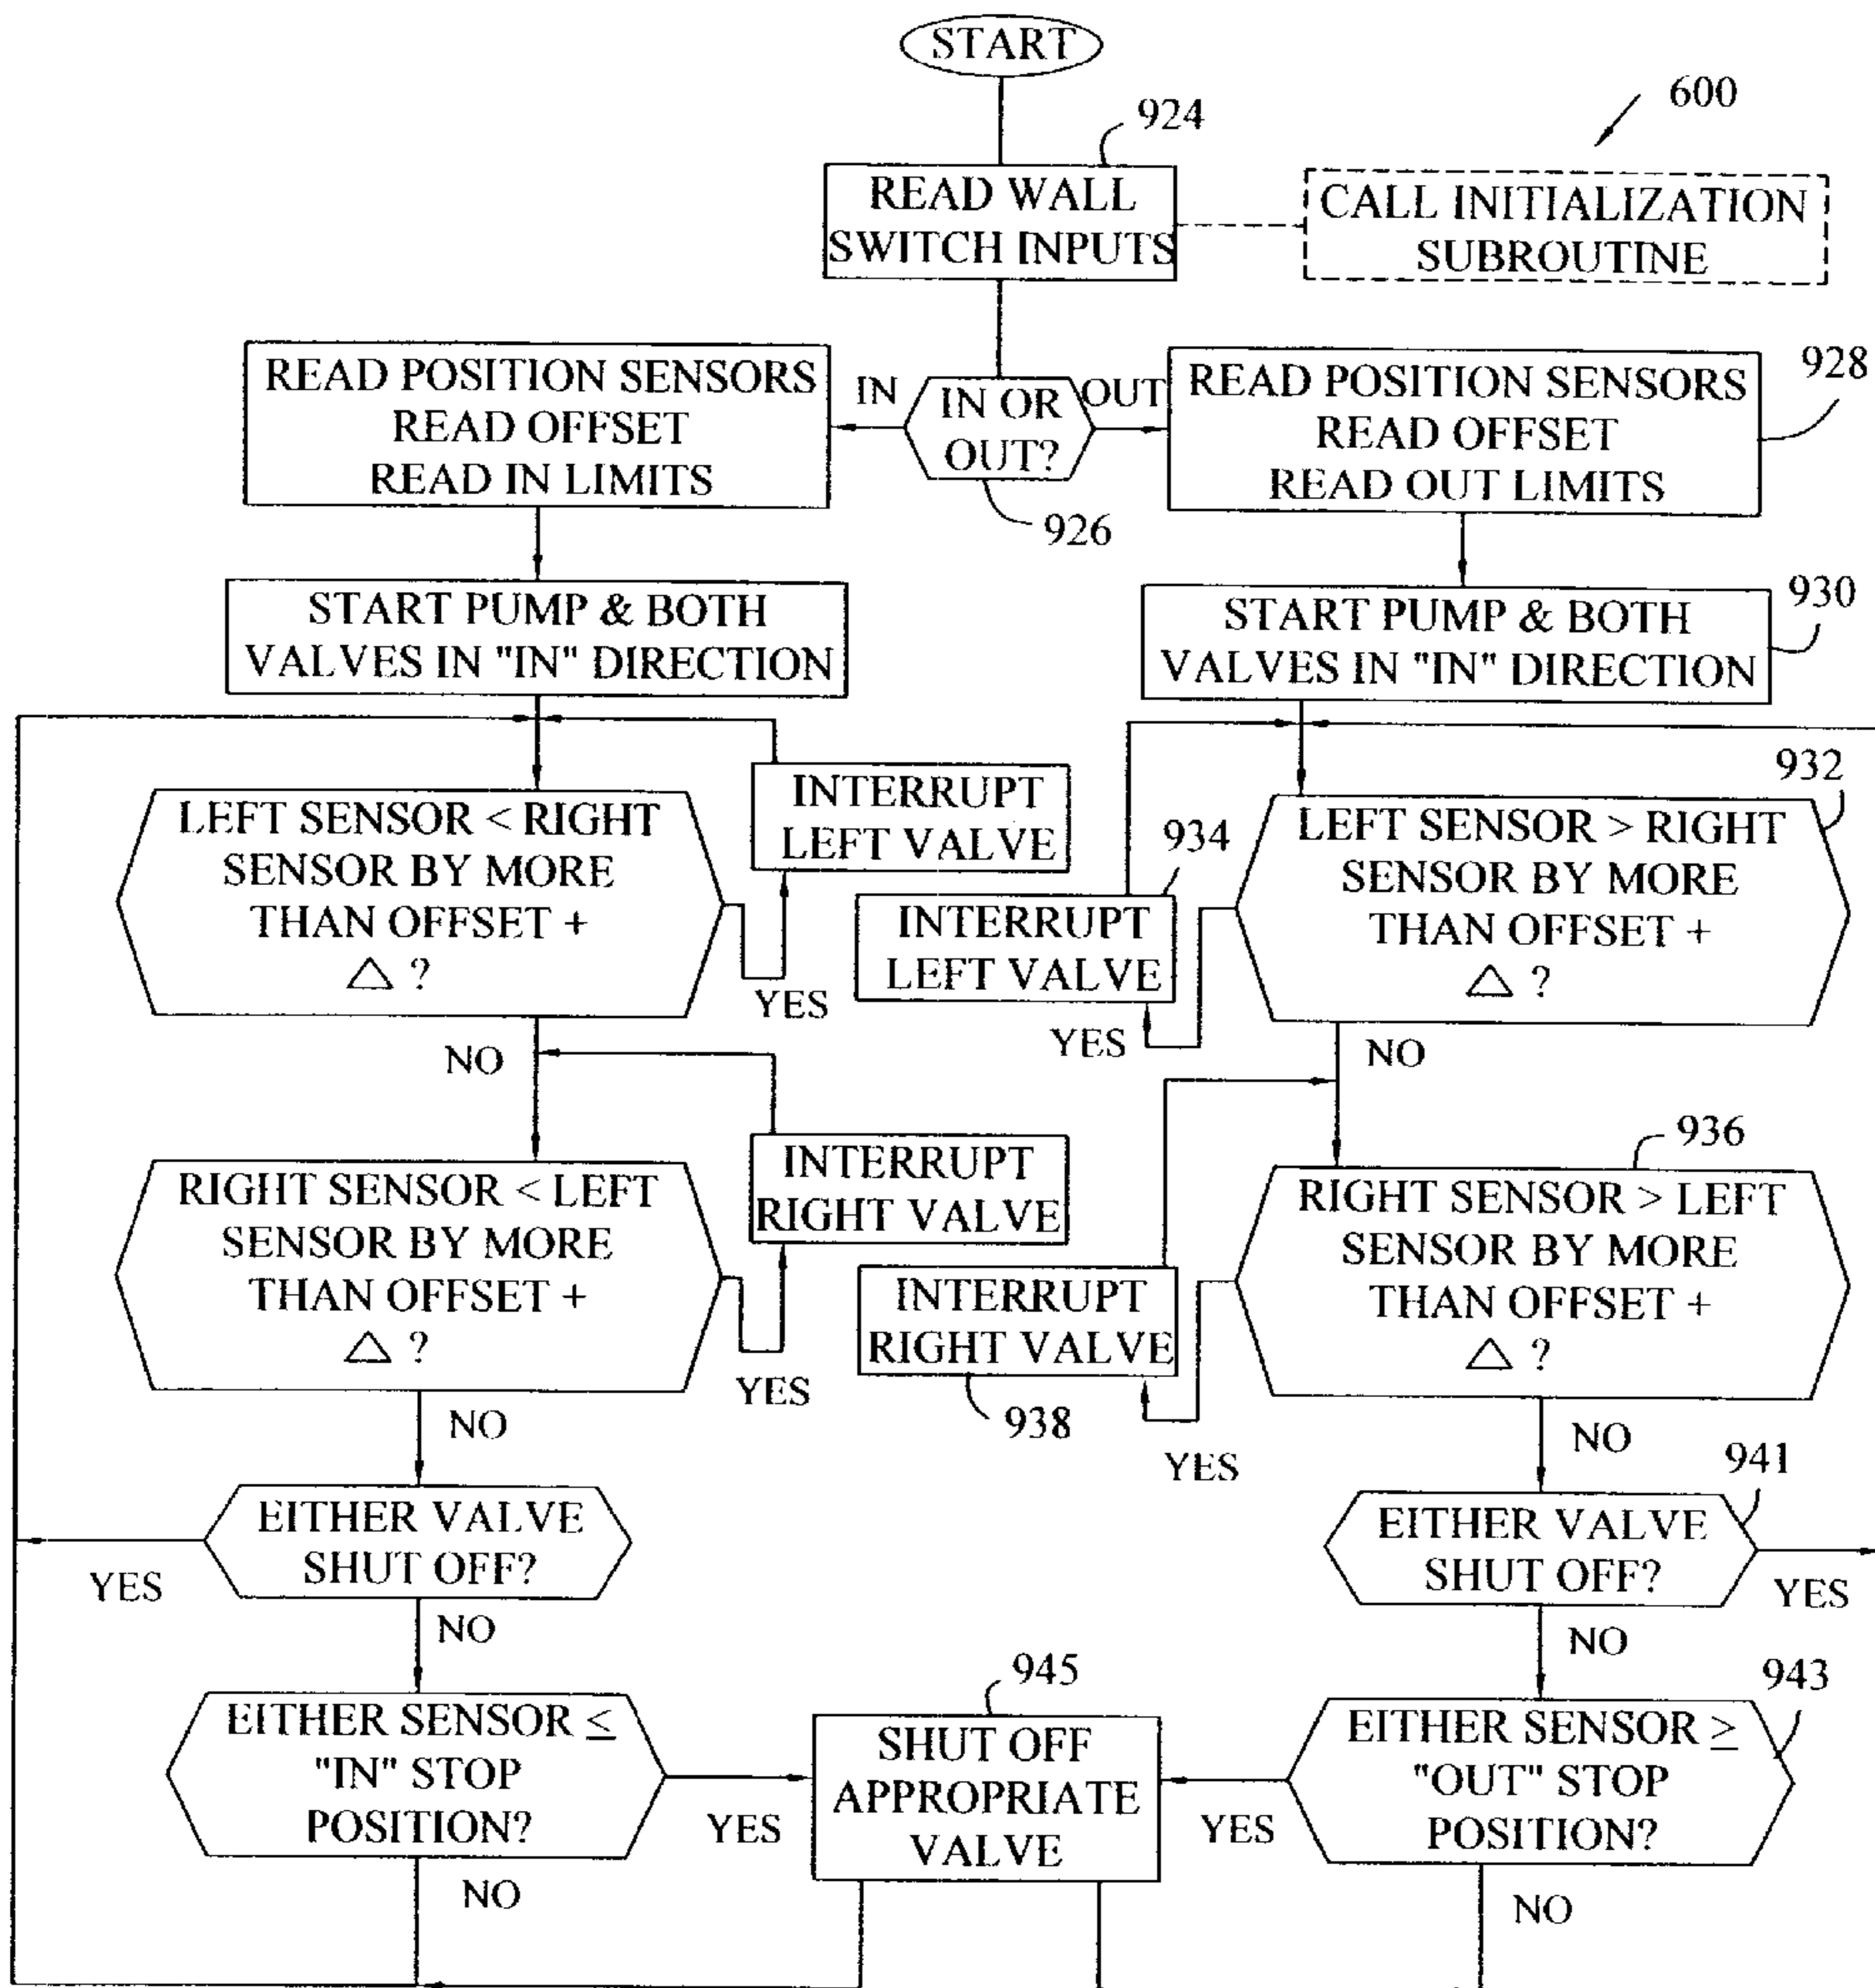 START
924
600
READ WALL
SWITCH INPUTS
CALL INITIALIZATION
SUBROUTINE
READ POSITION SENSORS
READ OFFSET
READ IN LIMITS
IN
IN OR
OUT?
OUT
926
READ POSITION SENSORS
READ OFFSET
READ OUT LIMITS
928
START PUMP & BOTH
VALVES IN "IN" DIRECTION
START PUMP & BOTH
VALVES IN "IN" DIRECTION
930
LEFT SENSOR < RIGHT
SENSOR BY MORE
THAN OFFSET +
△ ?
YES
NO
INTERRUPT
LEFT VALVE
934
INTERRUPT
LEFT VALVE
YES
932
LEFT SENSOR > RIGHT
SENSOR BY MORE
THAN OFFSET +
△ ?
NO
RIGHT SENSOR < LEFT
SENSOR BY MORE
THAN OFFSET +
△ ?
YES
NO
INTERRUPT
RIGHT VALVE
INTERRUPT
RIGHT VALVE
938
YES
936
RIGHT SENSOR > LEFT
SENSOR BY MORE
THAN OFFSET +
△ ?
NO
EITHER VALVE
SHUT OFF?
YES
NO
941
EITHER VALVE
SHUT OFF?
YES
NO
EITHER SENSOR ≤
"IN" STOP
POSITION?
YES
NO
945
SHUT OFF
APPROPRIATE
VALVE
943
EITHER SENSOR ≥
"OUT" STOP
POSITION?
YES
NO